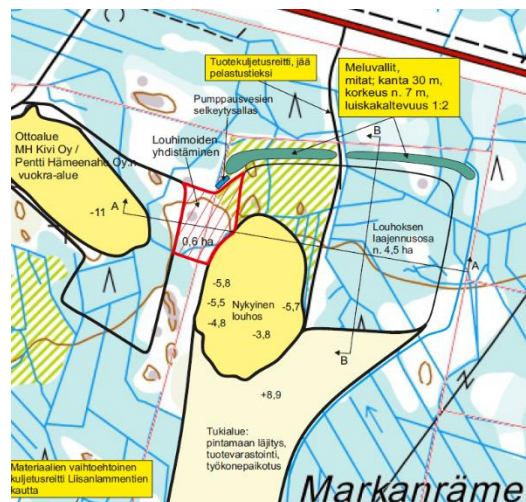 Tuotekuljetusreitti, jää
pelastustieksi
Meluvallit,
mitat; kanta 30 m,
korkeus n. 7 m,
luiskakaltevuus 1:2
Pumppausvesien
selkeytysallas
Louhimoiden
yhdistäminen
Ottoalue
MH Kivi Oy /
Pentti Hämeenaho Oy:n
vuokra-alue
B
A
-11
0,6 ha
Louhoksen
laajennusosa
n. 4,5 ha
A
-5,8
-5,5
-4,8
Nykyinen
louhos
-5,7
-3,8
B
+8,9
N
Tukialue:
pintamaan läjitys,
tuotevarastointi,
työkonepaikotus
Materiaalien vaihtoehtoinen
kuljetusreitti Liisanlammentien
kautta
Markanräme